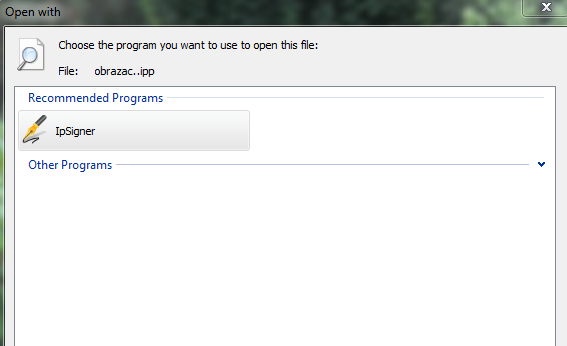 Open with
Choose the program you want to use to open this file:
File: obrazac..ipp
Recommended Programs
IpSigner
Other Programs